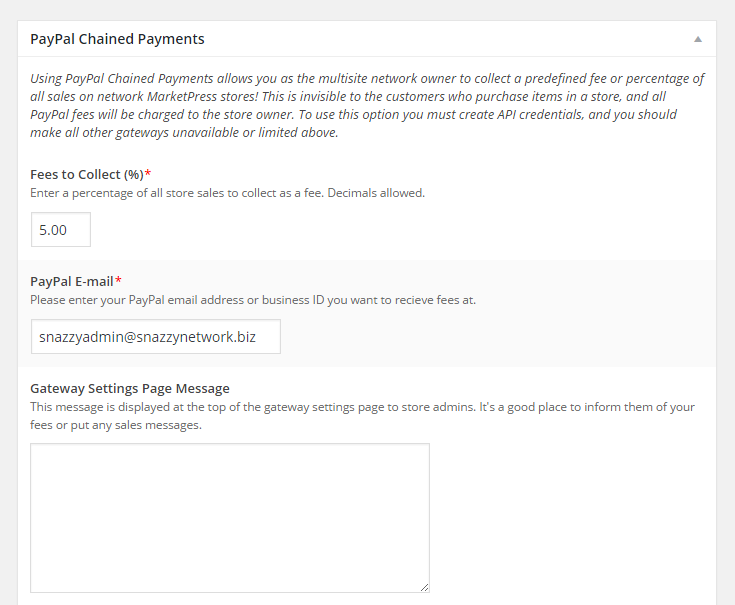 PayPal Chained Payments
Using PayPal Chained Payments allows you as the multisite network owner to collect a predefined fee or percentage of
all sales on network MarketPress stores! This is invisible to the customers who purchase items in a store, and all
PayPal fees will be charged to the store owner. To use this option you must create API credentials, and you should
make all other gateways unavailable or limited above.
Fees to Collect (%)*
Enter a percentage of all store sales to collect as a fee. Decimals allowed.
5.00
PayPal E-mail*
Please enter your PayPal email address or business ID you want to recieve fees at.
snazzyadmin@snazzynetwork.biz
Gateway Settings Page Message
This message is displayed at the top of the gateway settings page to store admins. It's a good place to inform them of your
fees or put any sales messages.